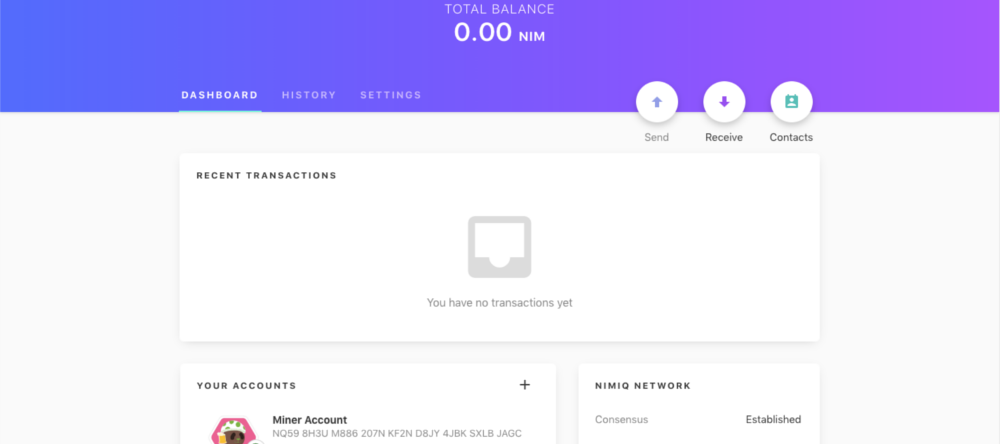 TOTAL BALANCE
0.00 NIM
DASHBOARD HISTORY SETTINGS
Send Receive Contacts
RECENT TRANSACTIONS
You have no transactions yet
YOUR ACCOUNTS +
Miner Account
NQ59 8H3U M886 207N KF2N D8JY 4JBK SXLB JAGC
NIMIQ NETWORK
Consensus Established